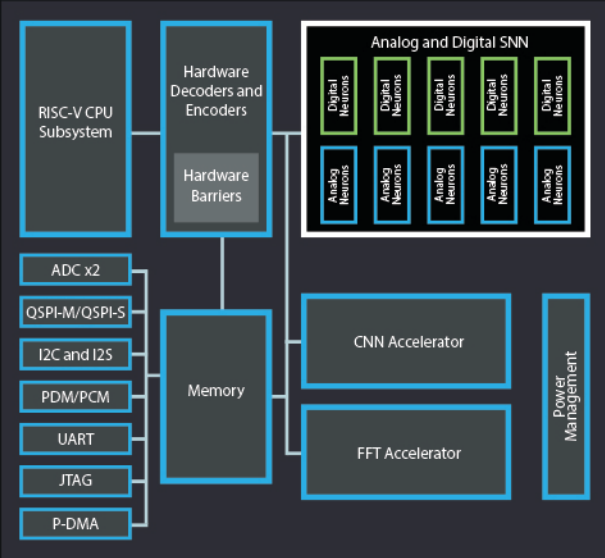 RISC-V CPU
Subsystem
Hardware
Decoders and
Encoders
Hardware
Barriers
Analog and Digital SNN
Digital
Neurons
Digital
Neurons
Digital
Neurons
Digital
Neurons
Digital
Neurons
Analog
Neurons
Analog
Neurons
Analog
Neurons
Analog
Neurons
Analog
Neurons
ADC x2
QSPI-M/QSPI-S
I2C and I2S
PDM/PCM
UART
JTAG
P-DMA
Memory
CNN Accelerator
FFT Accelerator
Power
Management